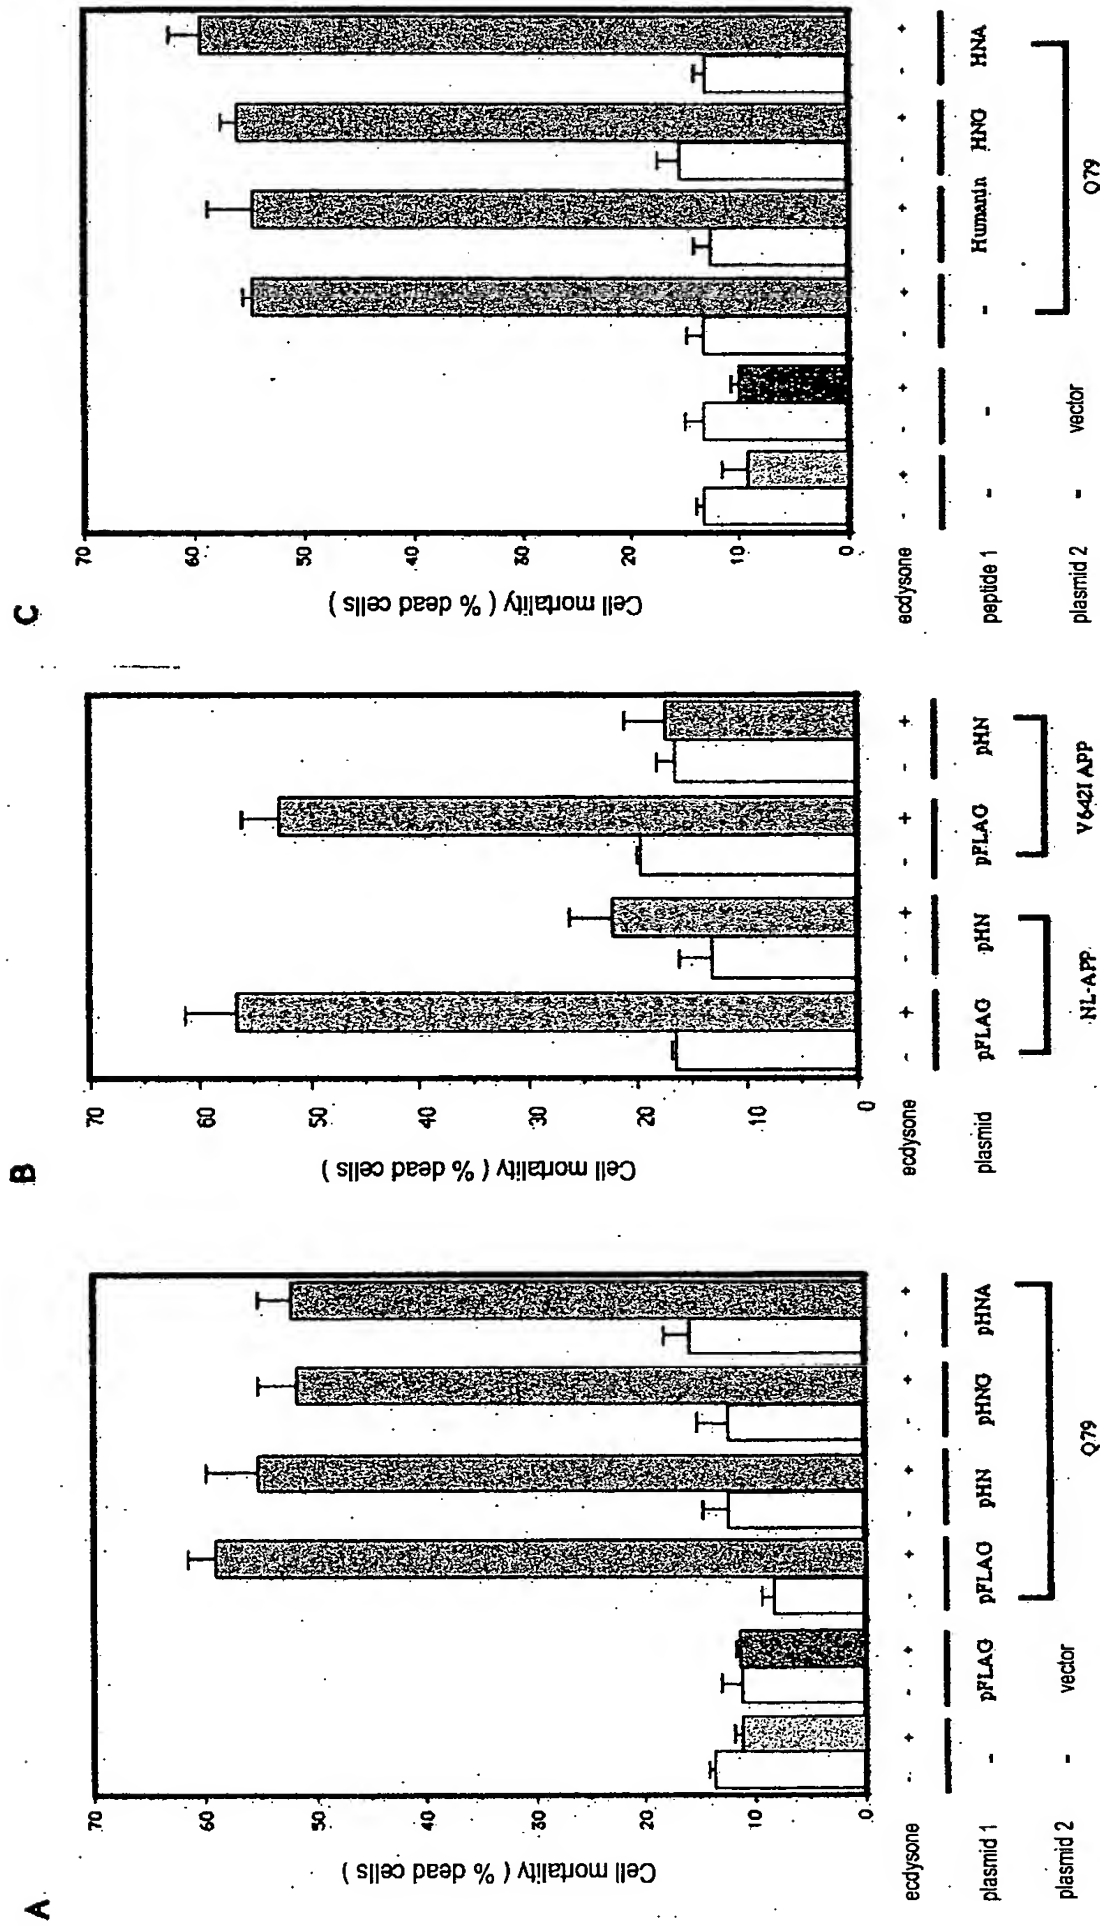 A
Cell mortality ( % dead cells )
70
60
50
40
30
20
10
0
ecdysone - + - + - + - + - + - +
plasmid 1 - pFLAG pFLAG pHN pHNG pHNA
plasmid 2 - vector Q79
B
Cell mortality ( % dead cells )
70
60
50
40
30
20
10
0
ecdysone - + - + - + - +
plasmid pFLAG pHN pFLAG pHN
NL-APP V642I APP
C
Cell mortality ( % dead cells )
70
60
50
40
30
20
10
0
ecdysone - + - + - + - + - + - +
peptide 1 - - - Humanin HNG HNA
plasmid 2 - vector Q79